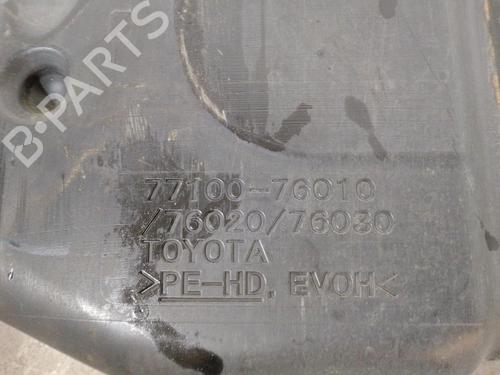 B-PARTS
77100-76010
/76020/76030
TOYOTA
>PE-HD, EVOH<